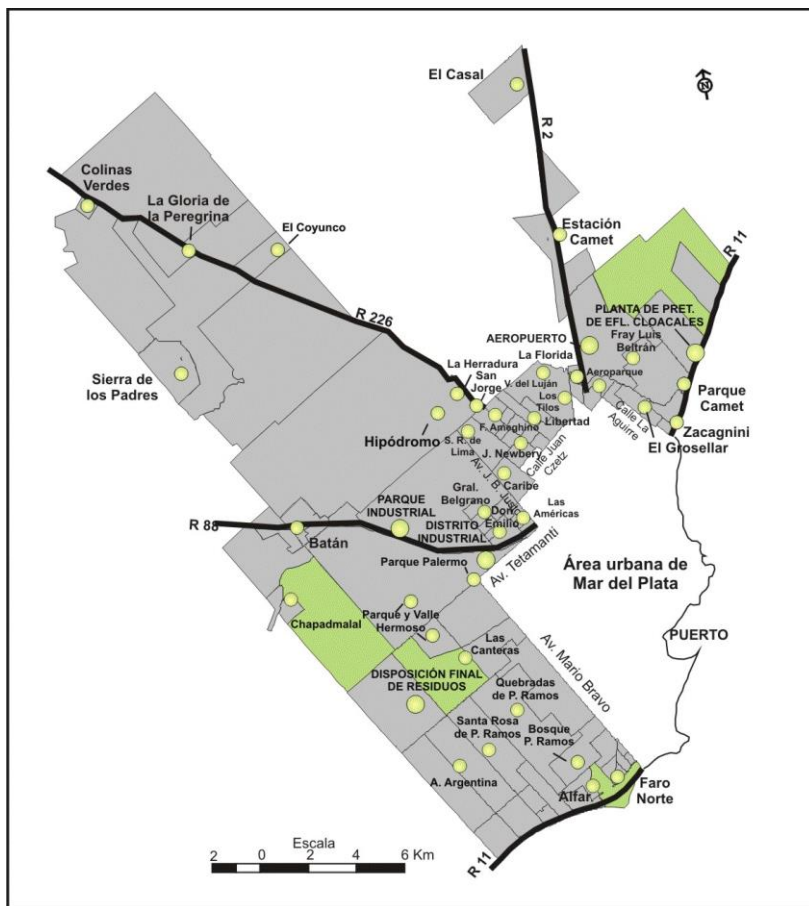 El Casal
N
R 2
Colinas
Verdes
La Gloria de
la Peregrina
El Coyunco
Estación
Camet
R 11
R 226
PLANTA DE PRET.
DE EFL. CLOACALES
AEROPUERTO
Fray Luis
Beltrán
La Florida
La Herradura
San
Jorge
V. del Luján
Aeroparque
Sierra de
los Padres
Los
Tilos
Parque
Camet
Calle La
Aguirre
Hipódromo
F. Ameghino
Libertad
Zacagnini
El Grosellar
S. R. de
Lima
J. Newbery
Calle Juan
Czetz
Av. J. B. Justo
Caribe
Gral.
Belgrano
Las
Américas
PARQUE
INDUSTRIAL
Don
Emilio
R 88
DISTRITO
INDUSTRIAL
Batán
Parque Palermo
Av. Tetamanti
Área urbana de
Mar del Plata
Chapadmalal
Parque y Valle
Hermoso
PUERTO
Las
Canteras
Av. Mario Bravo
DISPOSICIÓN FINAL
DE RESIDUOS
Quebradas
de P. Ramos
Santa Rosa
de P. Ramos
Bosque
P. Ramos
A. Argentina
Alfar
Faro
Norte
Escala
2 0 2 4 6 Km
R 11